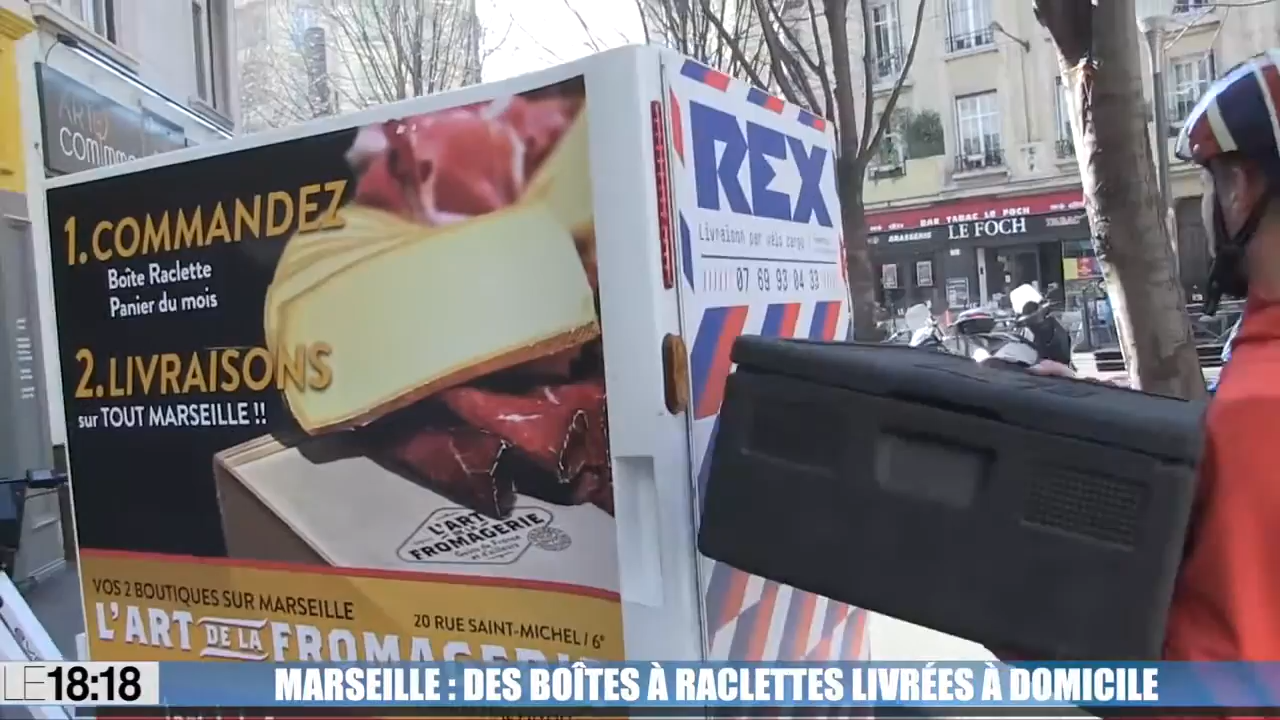 1. COMMANDEZ
Boîte Raclette
Panier du mois
2. LIVRAISONS
sur TOUT MARSEILLE !!
L'ART
DE LA
FROMAGERIE
VOS 2 BOUTIQUES SUR MARSEILLE
20 RUE SAINT-MICHEL / 6e
L'ART DE LA FROMAGERIE
REX
Livraison par vélo cargo
07 69 93 04 33
BAR TABAC LE FOCH
BRASSERIE
LE FOCH
TABAC
LE 18:18
MARSEILLE : DES BOÎTES À RACLETTES LIVRÉES À DOMICILE